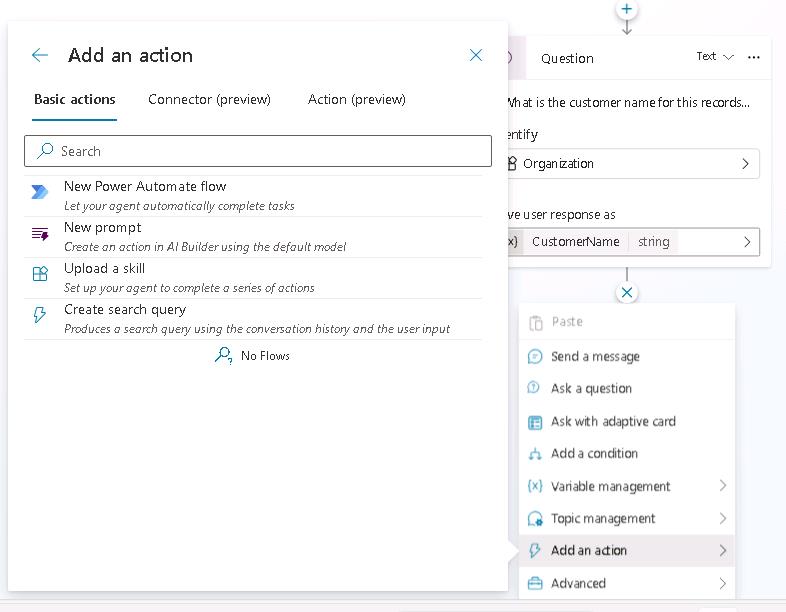 Add an action
Basic actions
Connector (preview)
Action (preview)
Search
New Power Automate flow
Let your agent automatically complete tasks
New prompt
Create an action in AI Builder using the default model
Upload a skill
Set up your agent to complete a series of actions
Create search query
Produces a search query using the conversation history and the user input
No Flows
Question
Text
What is the customer name for this records...
entify
Organization
ve user response as
{x} CustomerName string
Paste
Send a message
Ask a question
Ask with adaptive card
Add a condition
{x} Variable management
Topic management
Add an action
Advanced